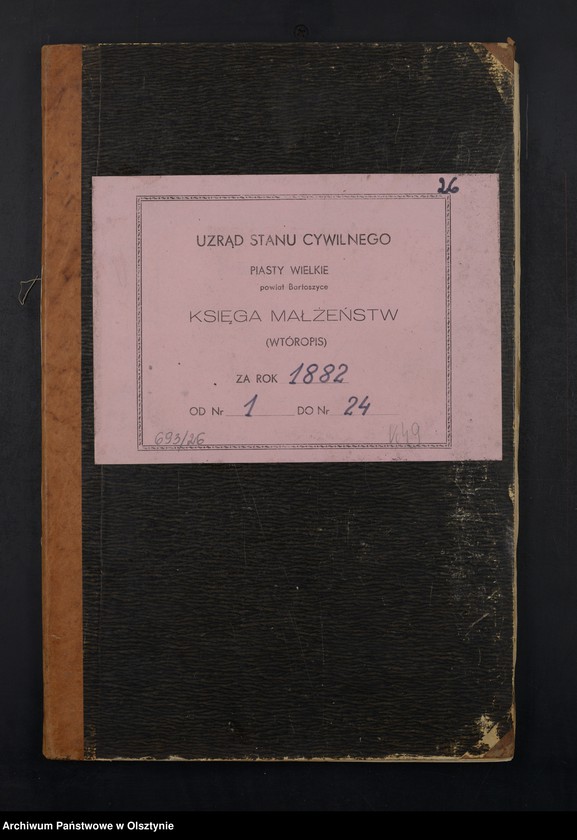 26
UZRĄD STANU CYWILNEGO
PIASTY WIELKIE
powiat Bartoszyce
KSIĘGA MAŁŻEŃSTW
(WTÓROPIS)
ZA ROK 1882
OD Nr 1 DO Nr 24
693/26
Archiwum Państwowe w Olsztynie